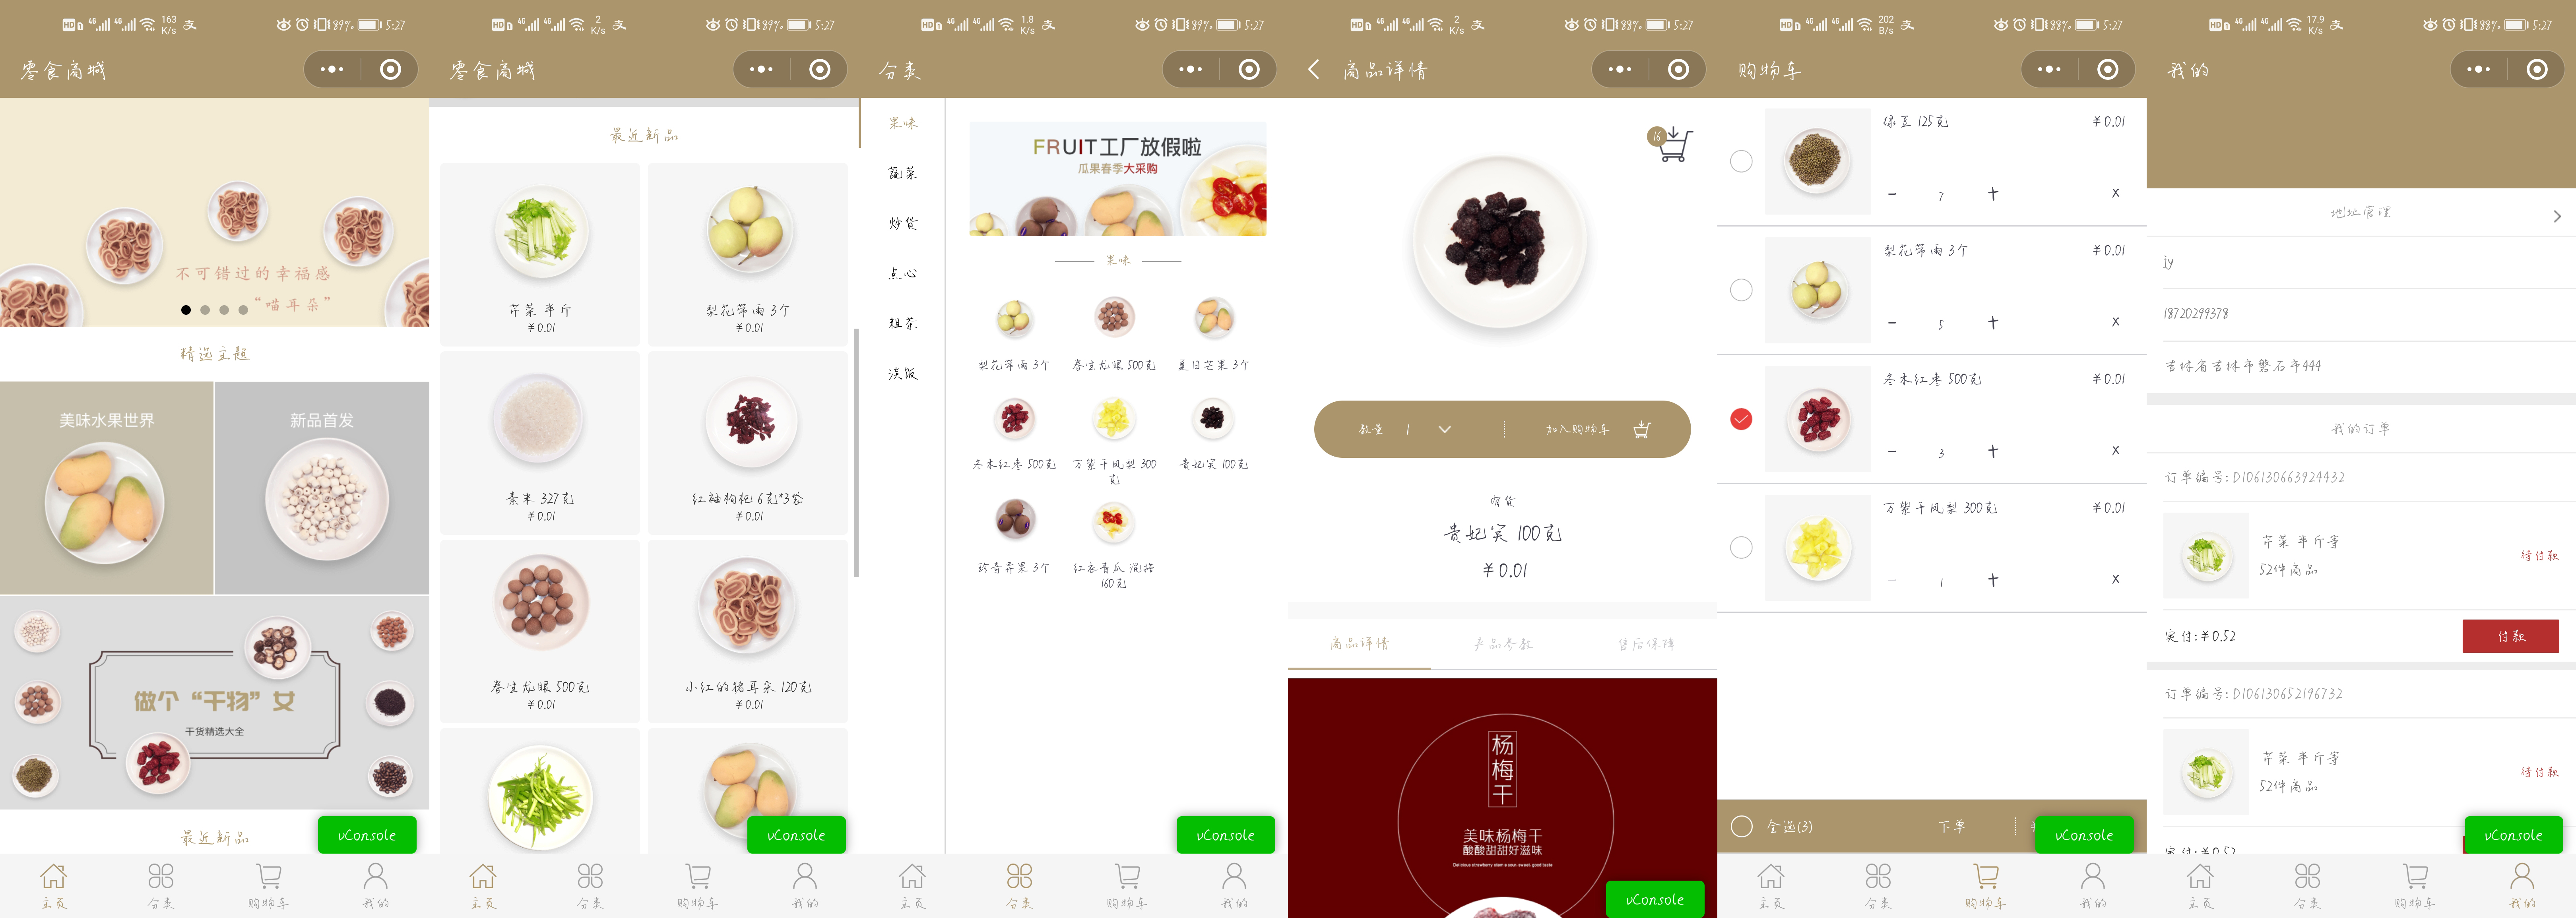 163 K/s 89% 5:27
零食商城
不可错过的幸福感
“喵耳朵”
精选主题
美味水果世界
新品首发
做个“干物”女
干货精选大全
最近新品
vConsole
主页 分类 购物车 我的
2 K/s 89% 5:27
零食商城
最近新品
芹菜 半斤
¥0.01
梨花带雨 3个
¥0.01
素米 327克
¥0.01
红袖枸杞 6克*3袋
¥0.01
春生龙眼 500克
¥0.01
小红的猪耳朵 120克
¥0.01
vConsole
主页 分类 购物车 我的
1.8 K/s 89% 5:27
分类
果味
蔬菜
炒货
点心
粗茶
淡饭
FRUIT工厂放假啦
瓜果春季大采购
果味
梨花带雨 3个
春生龙眼 500克
夏日芒果 3个
冬木红枣 500克
万紫千凤梨 300克
贵妃笑 100克
珍奇异果 3个
红衣青瓜 混搭160克
vConsole
主页 分类 购物车 我的
2 K/s 88% 5:27
商品详情
16
数量 1
加入购物车
有货
贵妃笑 100克
¥0.01
商品详情
产品参数
售后保障
杨梅干
美味杨梅干
酸酸甜甜好滋味
Delicious strawberry stem a sour, sweet, good taste
vConsole
202 B/s 88% 5:27
购物车
绿豆 125克 ¥0.01
- 7 + x
梨花带雨 3个 ¥0.01
- 5 + x
冬木红枣 500克 ¥0.01
- 3 + x
万紫千凤梨 300克 ¥0.01
- 1 + x
全选(3) 下单
vConsole
主页 分类 购物车 我的
17.9 K/s 88% 5:27
我的
地址管理
jy
18720299378
吉林省吉林市磐石市444
我的订单
订单编号:D106130663924432
芹菜 半斤等
52件商品
待付款
实付:¥0.52
付款
订单编号:D106130652196732
芹菜 半斤等
52件商品
待付款
实付:¥0.52
vConsole
主页 分类 购物车 我的